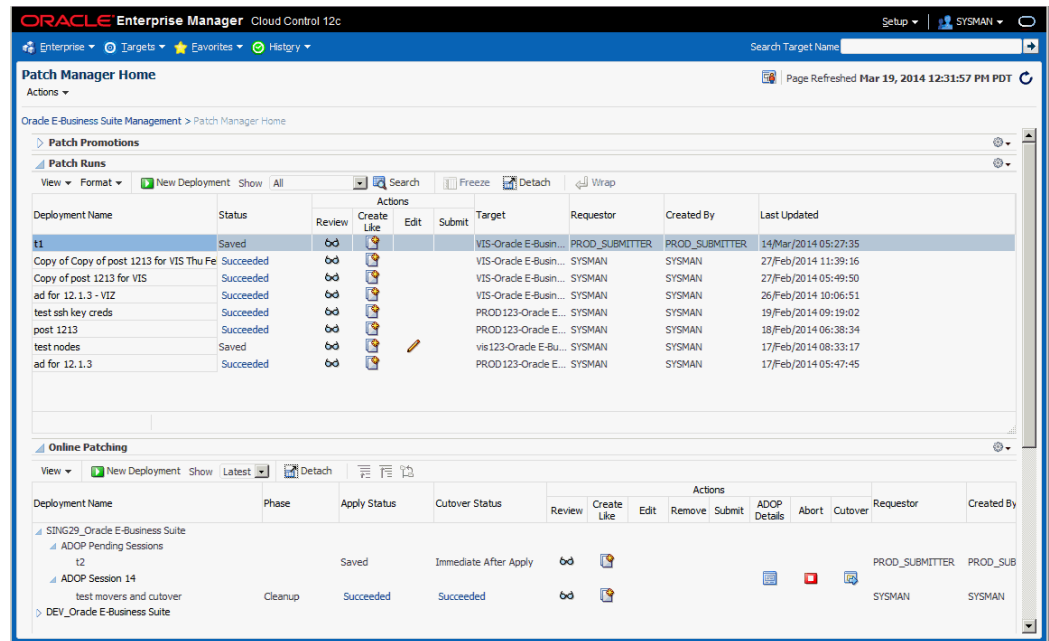 ORACLE Enterprise Manager Cloud Control 12c Setup SYSMAN
Enterprise Targets Favorites History Search Target Name
Patch Manager Home Page Refreshed Mar 19, 2014 12:31:57 PM PDT
Actions
Oracle E-Business Suite Management > Patch Manager Home
Patch Promotions
Patch Runs
View Format New Deployment Show All Search Freeze Detach Wrap
Actions
Deployment Name Status Review Create Like Edit Submit Target Requestor Created By Last Updated
t1 Saved VIS-Oracle E-Busin... PROD_SUBMITTER PROD_SUBMITTER 14/Mar/2014 05:27:35
Copy of Copy of post 1213 for VIS Thu Fe Succeeded VIS-Oracle E-Busin... SYSMAN SYSMAN 27/Feb/2014 11:39:16
Copy of post 1213 for VIS Succeeded VIS-Oracle E-Busin... SYSMAN SYSMAN 27/Feb/2014 05:49:50
ad for 12.1.3 - VIZ Succeeded VIS-Oracle E-Busin... SYSMAN SYSMAN 26/Feb/2014 10:06:51
test ssh key creds Succeeded PROD123-Oracle E... SYSMAN SYSMAN 19/Feb/2014 09:19:02
post 1213 Succeeded PROD123-Oracle E... SYSMAN SYSMAN 18/Feb/2014 06:38:34
test nodes Saved vis123-Oracle E-Bu... SYSMAN SYSMAN 17/Feb/2014 08:33:17
ad for 12.1.3 Succeeded PROD123-Oracle E... SYSMAN SYSMAN 17/Feb/2014 05:47:45
Online Patching
View New Deployment Show Latest Detach
Actions
Deployment Name Phase Apply Status Cutover Status Review Create Like Edit Remove Submit ADOP Details Abort Cutover Requestor Created By
SING29_Oracle E-Business Suite
ADOP Pending Sessions
t2 Saved Immediate After Apply PROD_SUBMITTER PROD_SUB
ADOP Session 14
test movers and cutover Cleanup Succeeded Succeeded SYSMAN SYSMAN
DEV_Oracle E-Business Suite